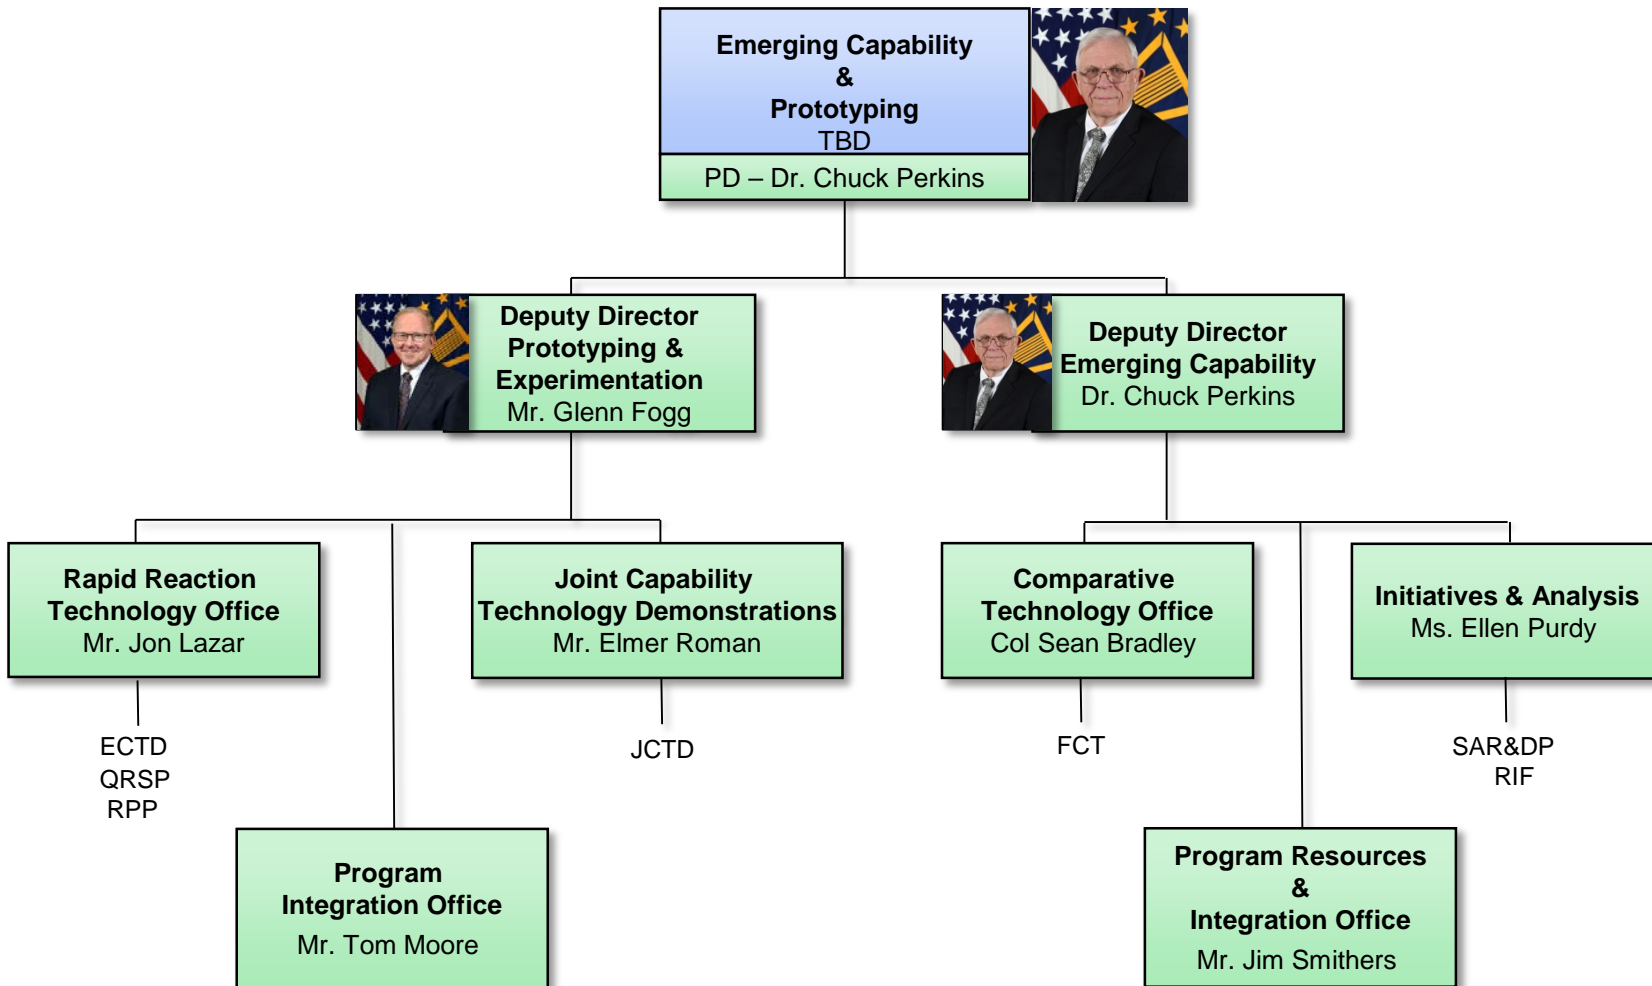 Emerging Capability
&
Prototyping
TBD
PD – Dr. Chuck Perkins
Deputy Director
Prototyping &
Experimentation
Mr. Glenn Fogg
Deputy Director
Emerging Capability
Dr. Chuck Perkins
Rapid Reaction
Technology Office
Mr. Jon Lazar
Joint Capability
Technology Demonstrations
Mr. Elmer Roman
Comparative
Technology Office
Col Sean Bradley
Initiatives & Analysis
Ms. Ellen Purdy
ECTD
QRSP
RPP
JCTD
FCT
SAR&DP
RIF
Program
Integration Office
Mr. Tom Moore
Program Resources
&
Integration Office
Mr. Jim Smithers